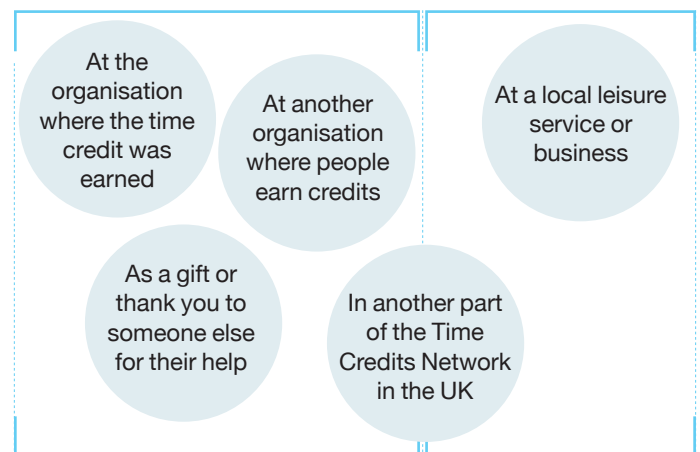 At the
organisation
where the time
credit was
earned
At another
organisation
where people
earn credits
At a local leisure
service or
business
As a gift or
thank you to
someone else
for their help
In another part
of the Time
Credits Network
in the UK